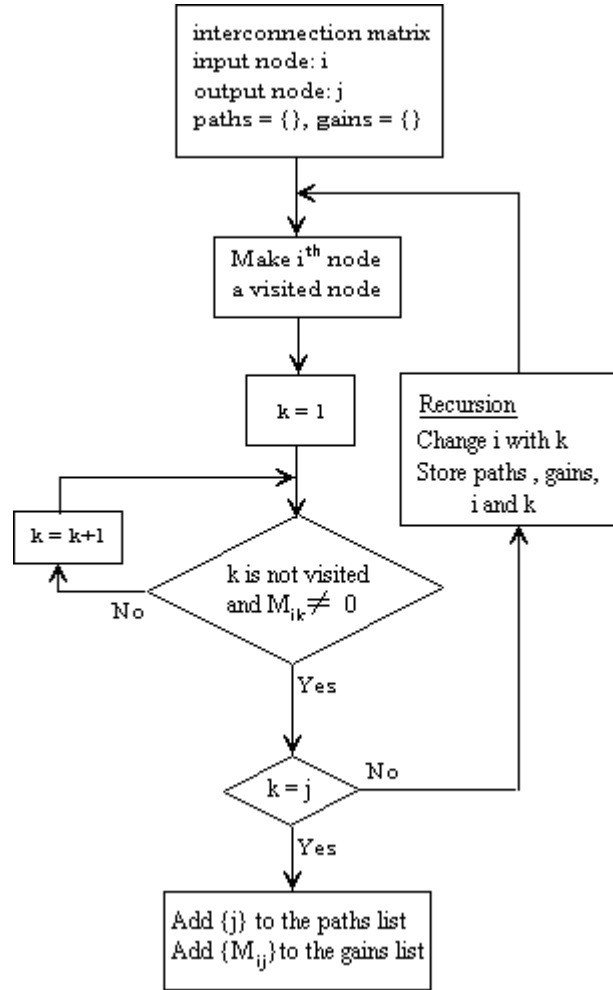 interconnection matrix
input node: i
output node: j
paths = {}, gains = {}
Make iᵗʰ node
a visited node
k = 1
Recursion
Change i with k
Store paths , gains,
i and k
k = k+1
k is not visited
and Mᵢₖ ≠ 0
No
Yes
k = j
No
Yes
Add {j} to the paths list
Add {Mᵢⱼ}to the gains list